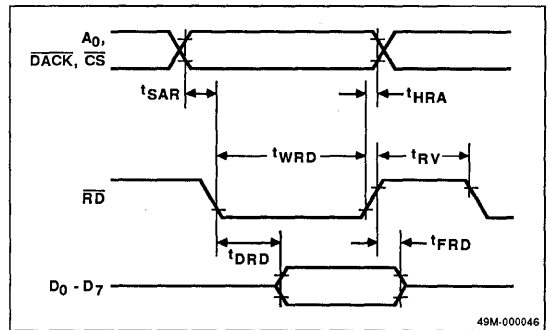 A0,
DACK, CS
tSAR
tHRA
tWRD
tRV
RD
tDRD
tFRD
D0 - D7
49M-000046